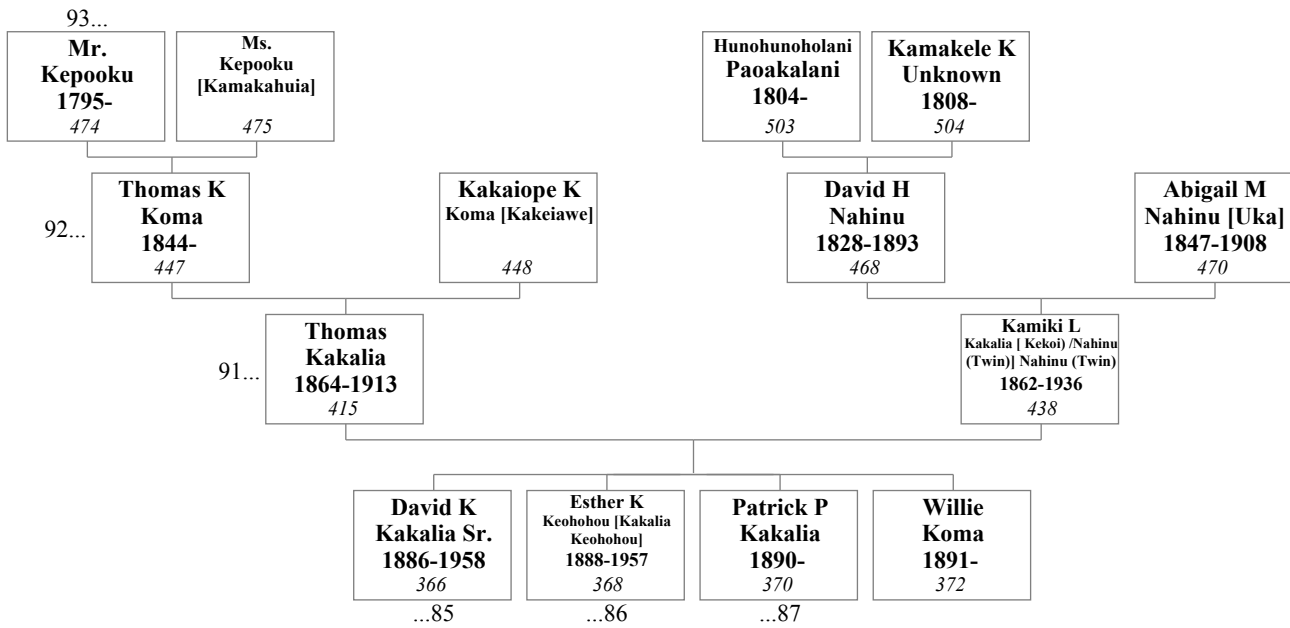 93...
Mr.
Kepooku
1795-
474
Ms.
Kepooku
[Kamakahuia]
475
Hunohunoholani
Paoakalani
1804-
503
Kamakele K
Unknown
1808-
504
92...
Thomas K
Koma
1844-
447
Kakaiope K
Koma [Kakeiawe]
448
David H
Nahinu
1828-1893
468
Abigail M
Nahinu [Uka]
1847-1908
470
91...
Thomas
Kakalia
1864-1913
415
Kamiki L
Kakalia [ Kekoi) /Nahinu
(Twin)] Nahinu (Twin)
1862-1936
438
David K
Kakalia Sr.
1886-1958
366
...85
Esther K
Keohohou [Kakalia
Keohohou]
1888-1957
368
...86
Patrick P
Kakalia
1890-
370
...87
Willie
Koma
1891-
372